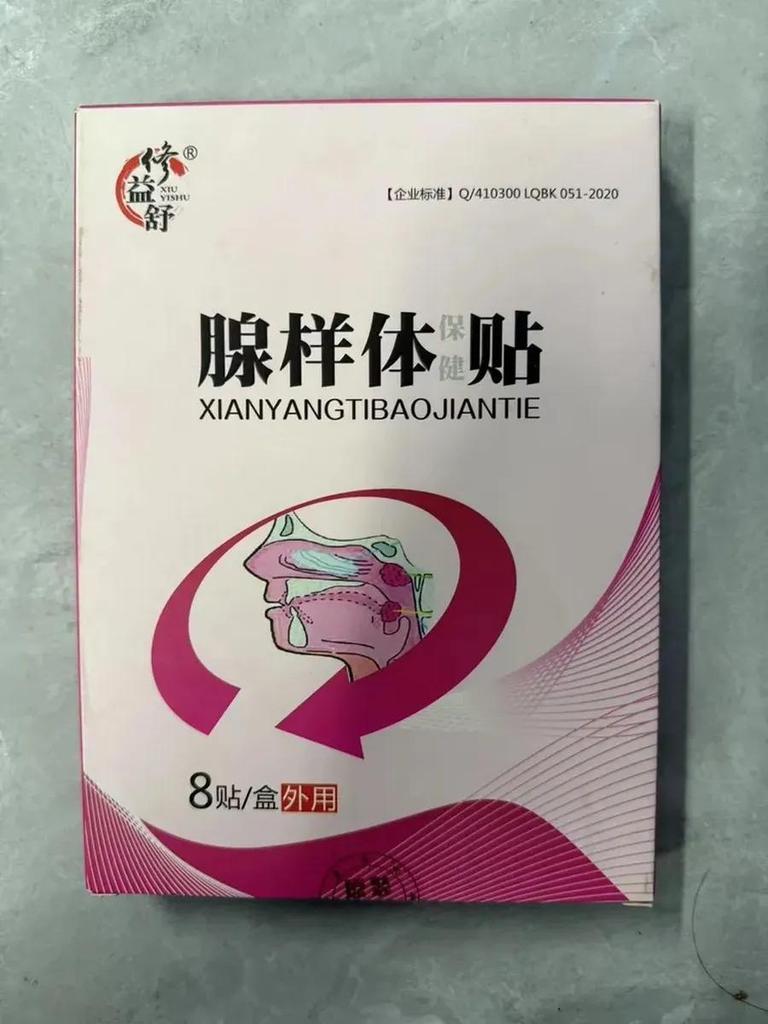 修益舒®
XIU
YISHU
【企业标准】Q/410300 LQBK 051-2020
腺样体保健贴
XIANYANGTIBAOJIANTIE
8贴/盒 外用